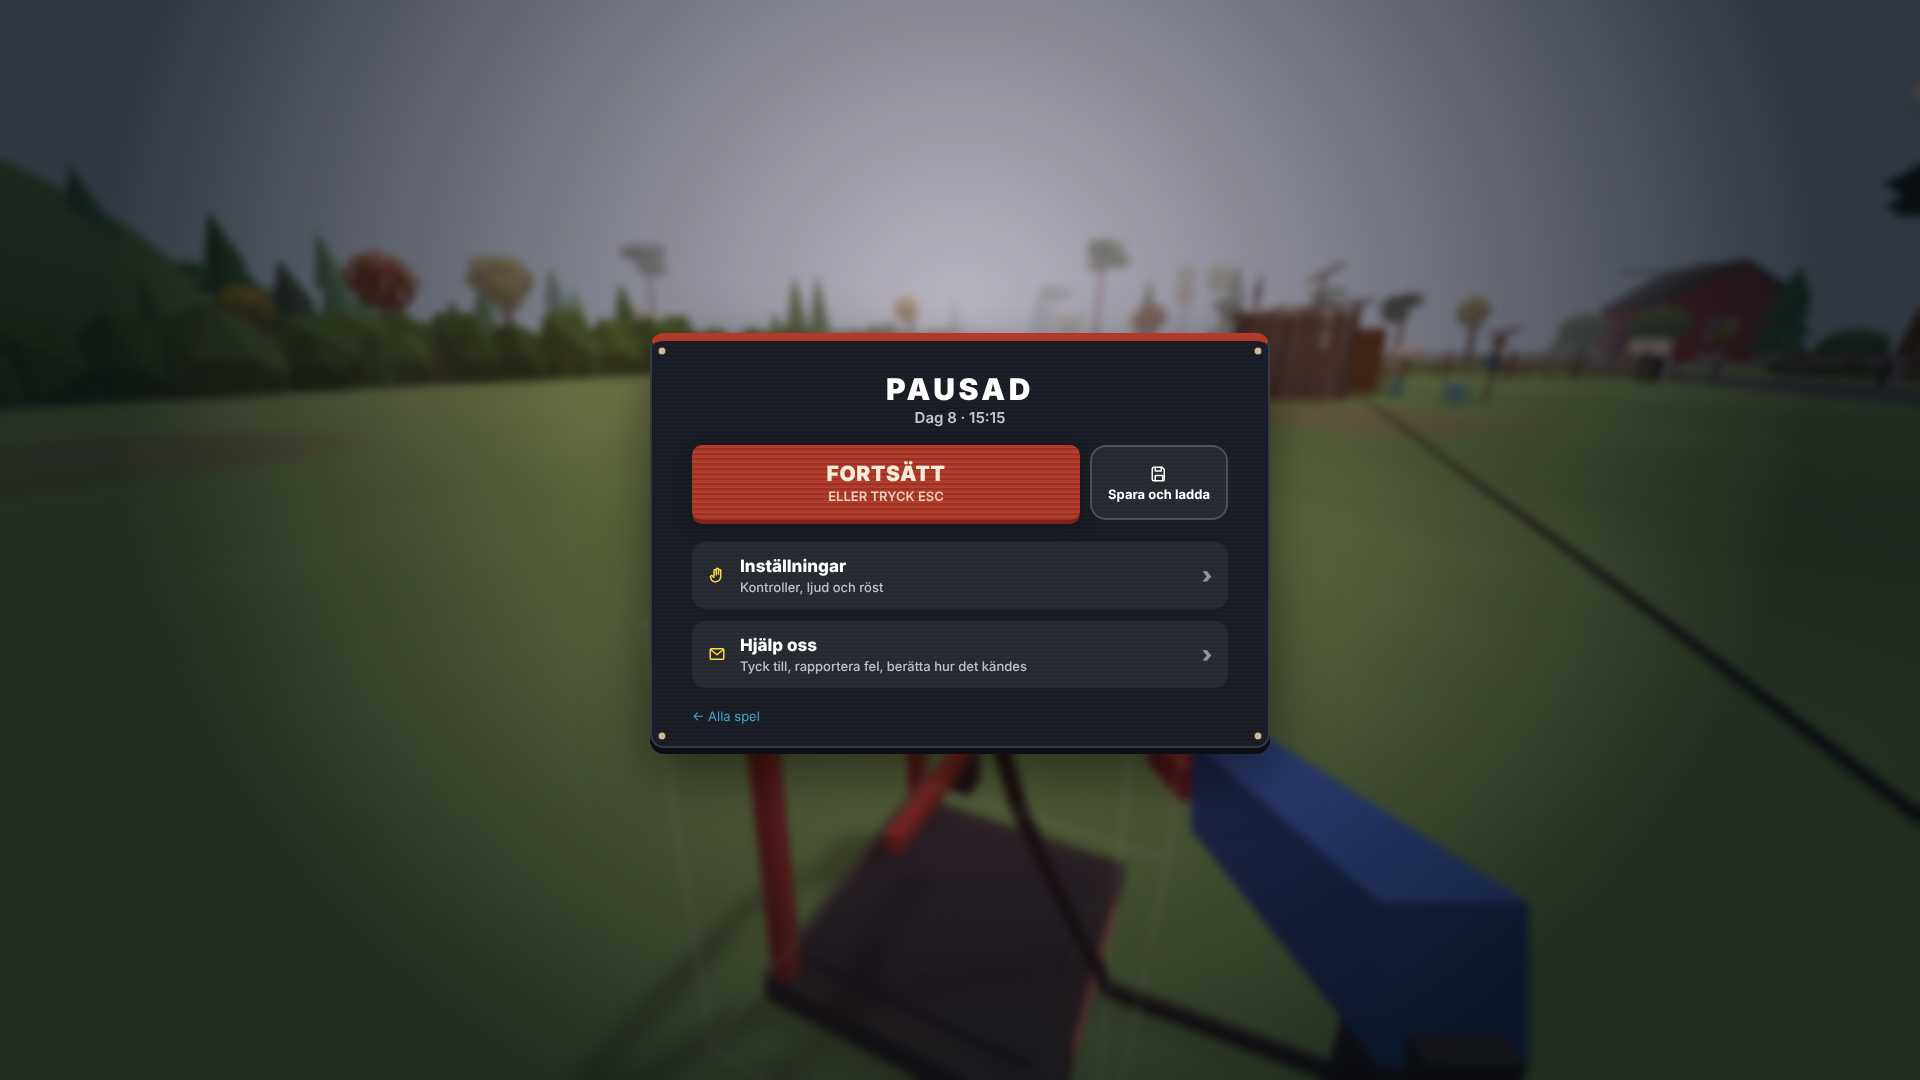 PAUSAD
Dag 8 · 15:15
FORTSÄTT
ELLER TRYCK ESC
Spara och ladda
Inställningar
Kontroller, ljud och röst
Hjälp oss
Tyck till, rapportera fel, berätta hur det kändes
← Alla spel